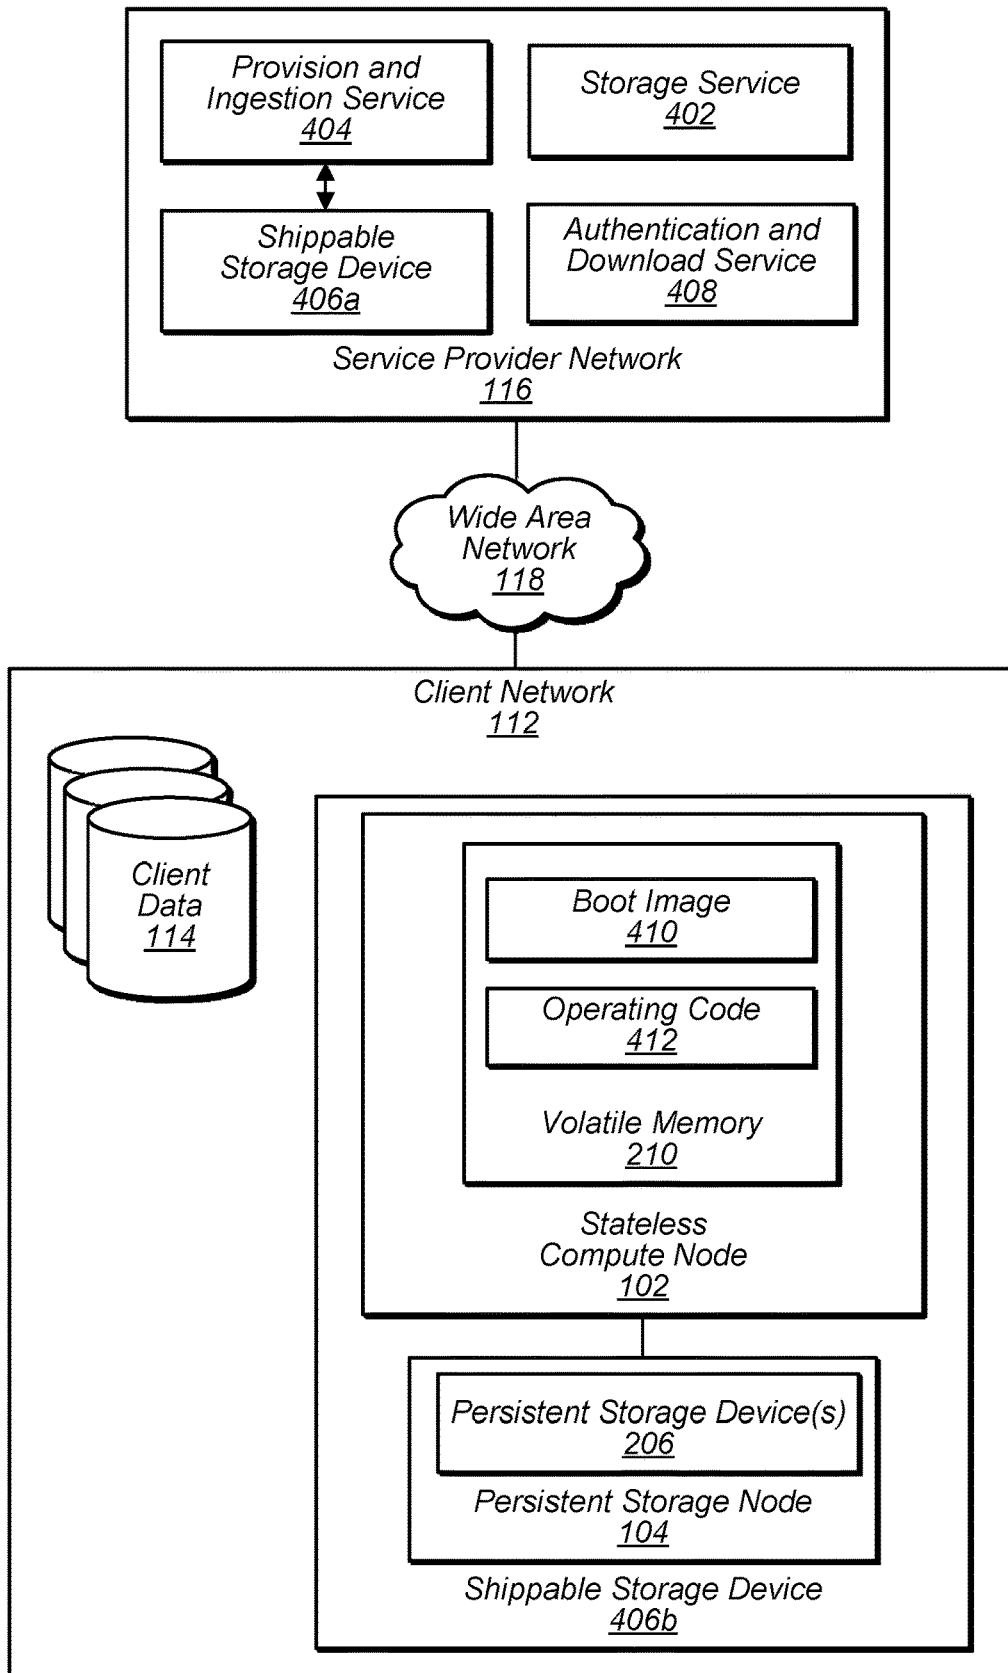 Provision and
Ingestion Service
404
Storage Service
402
Shippable
Storage Device
406a
Authentication and
Download Service
408
Service Provider Network
116
Wide Area
Network
118
Client Network
112
Client
Data
114
Boot Image
410
Operating Code
412
Volatile Memory
210
Stateless
Compute Node
102
Persistent Storage Device(s)
206
Persistent Storage Node
104
Shippable Storage Device
406b